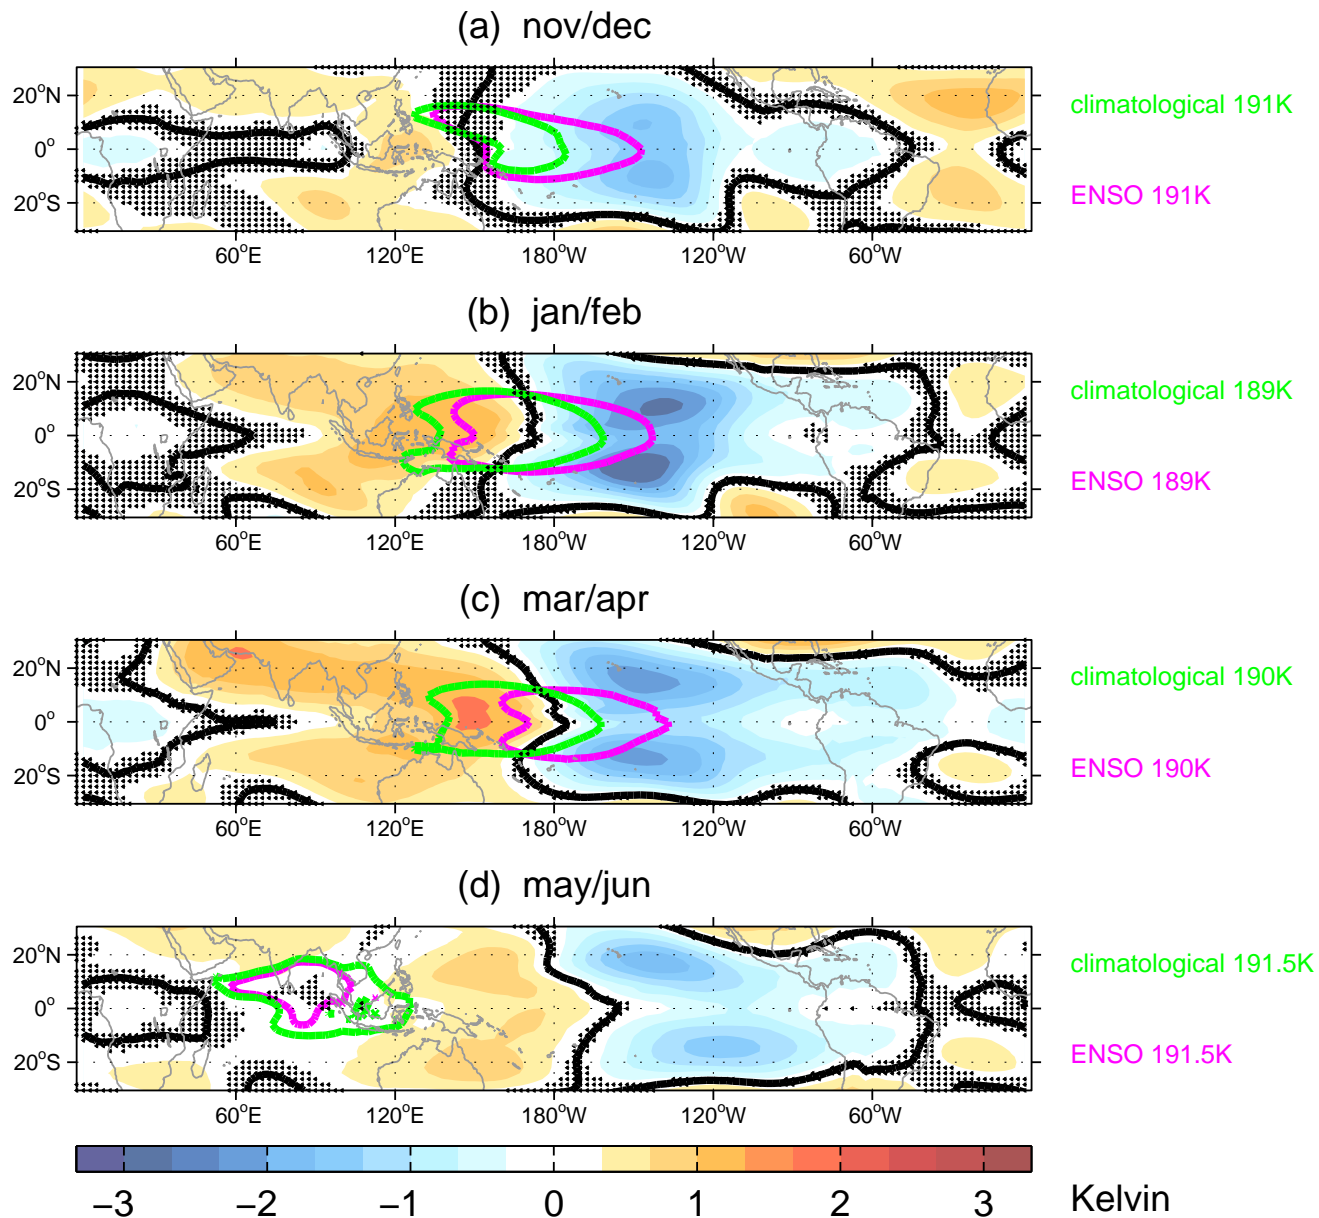 (a) nov/dec
20°N
0°
20°S
60°E 120°E 180°W 120°W 60°W
climatological 191K
ENSO 191K
(b) jan/feb
20°N
0°
20°S
60°E 120°E 180°W 120°W 60°W
climatological 189K
ENSO 189K
(c) mar/apr
20°N
0°
20°S
60°E 120°E 180°W 120°W 60°W
climatological 190K
ENSO 190K
(d) may/jun
20°N
0°
20°S
60°E 120°E 180°W 120°W 60°W
climatological 191.5K
ENSO 191.5K
−3 −2 −1 0 1 2 3 Kelvin